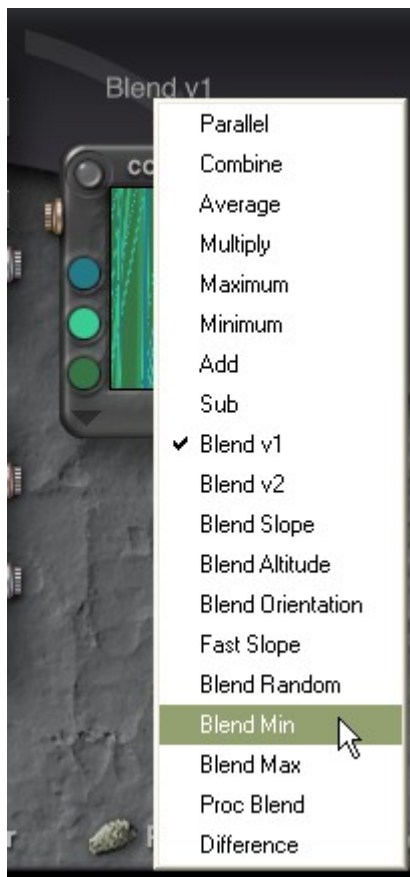 Blend v1
CO
Parallel
Combine
Average
Multiply
Maximum
Minimum
Add
Sub
Blend v1
Blend v2
Blend Slope
Blend Altitude
Blend Orientation
Fast Slope
Blend Random
Blend Min
Blend Max
Proc Blend
Difference